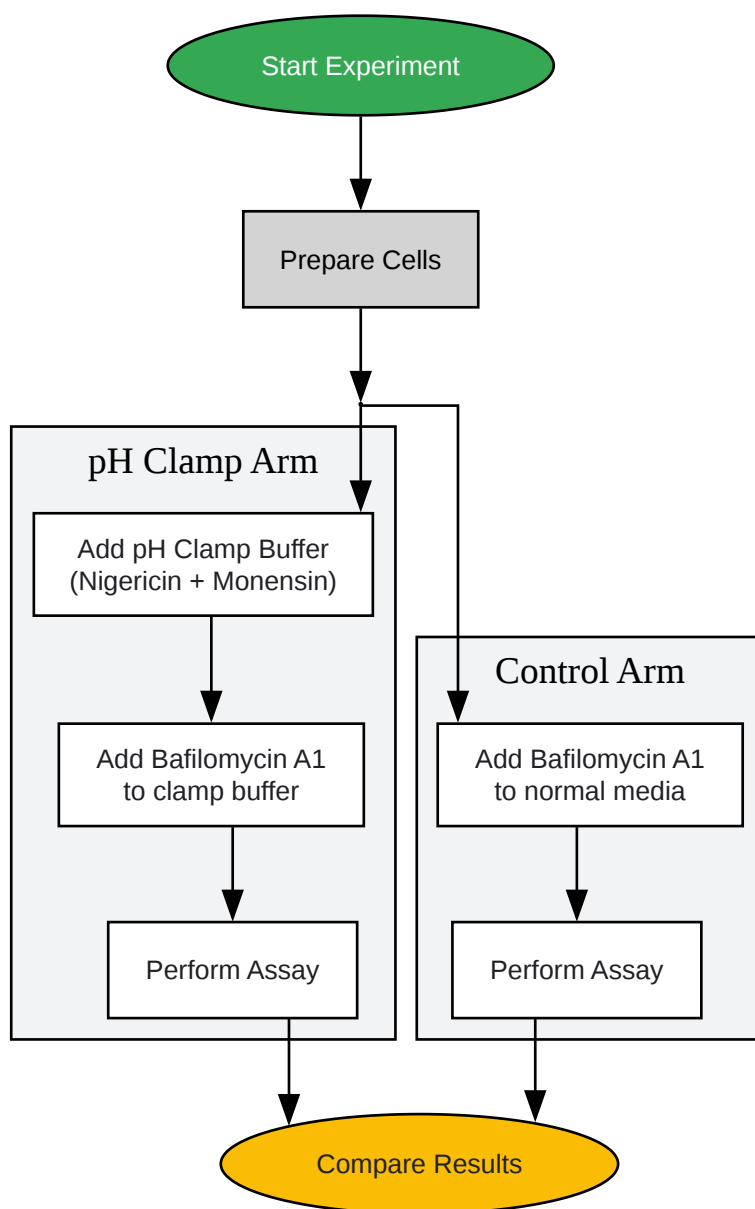 Start Experiment
Prepare Cells
pH Clamp Arm
Add pH Clamp Buffer
(Nigericin + Monensin)
Add Bafilomycin A1
to clamp buffer
Perform Assay
Control Arm
Add Bafilomycin A1
to normal media
Perform Assay
Compare Results